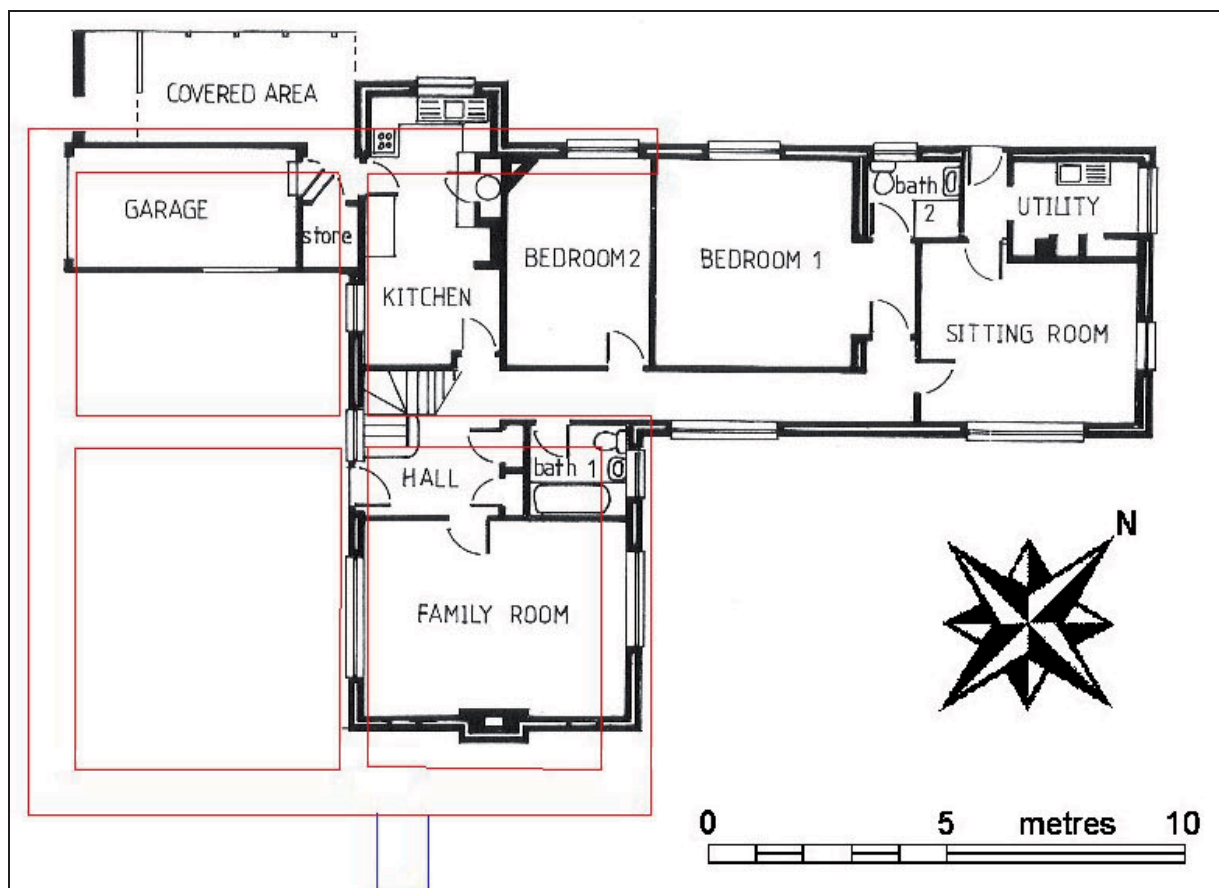 COVERED AREA
GARAGE
store
KITCHEN
BEDROOM 2
BEDROOM 1
bath
2
UTILITY
SITTING ROOM
HALL
bath 1
FAMILY ROOM
N
0 5 metres 10